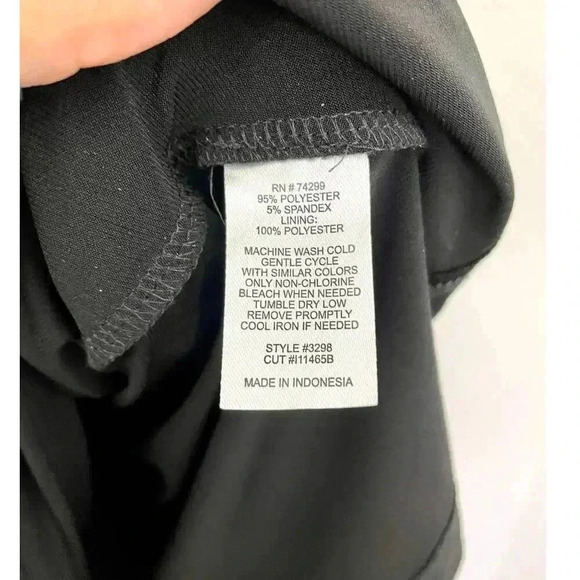 RN # 74299
95% POLYESTER
5% SPANDEX
LINING:
100% POLYESTER
MACHINE WASH COLD
GENTLE CYCLE
WITH SIMILAR COLORS
ONLY NON-CHLORINE
BLEACH WHEN NEEDED
TUMBLE DRY LOW
REMOVE PROMPTLY
COOL IRON IF NEEDED
STYLE #3298
CUT #I11465B
MADE IN INDONESIA